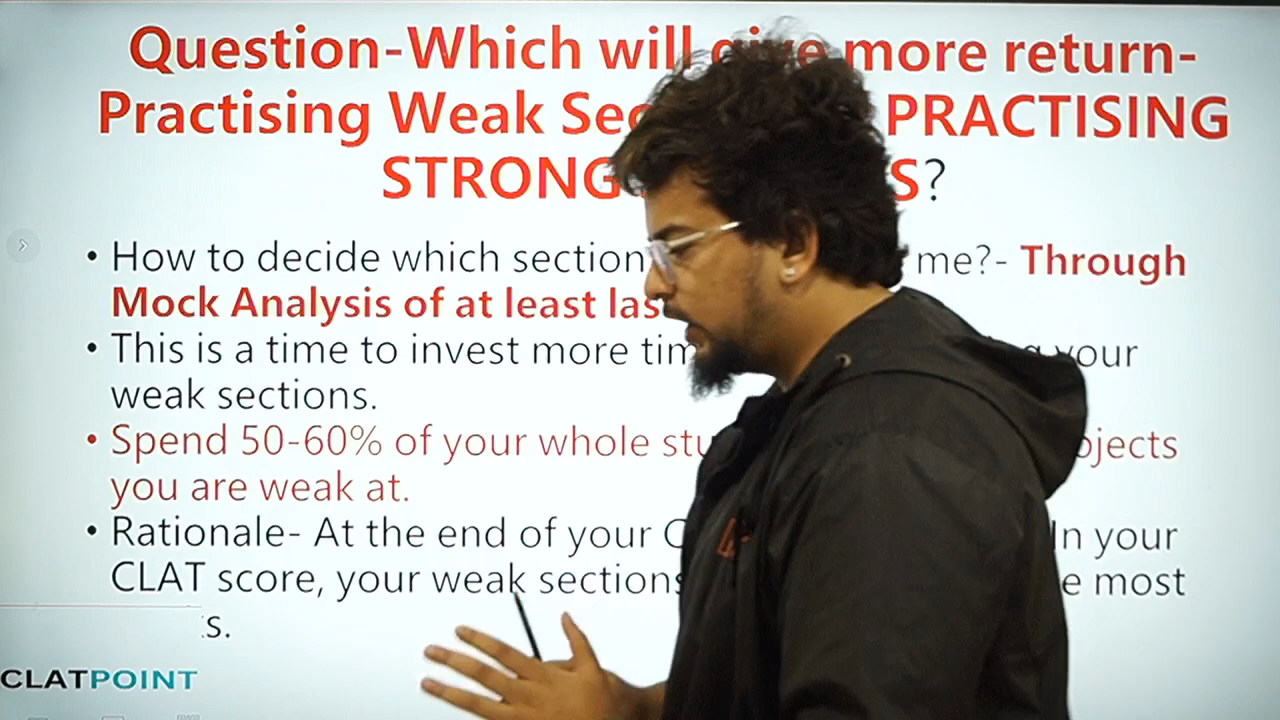 Question-Which will give more return-
Practising Weak Sec PRACTISING
STRONG S?
• How to decide which section me?- Through
Mock Analysis of at least las
• This is a time to invest more tim your
weak sections.
• Spend 50-60% of your whole stu bjects
you are weak at.
• Rationale- At the end of your C In your
CLAT score, your weak sections e most
s.
CLATPOINT